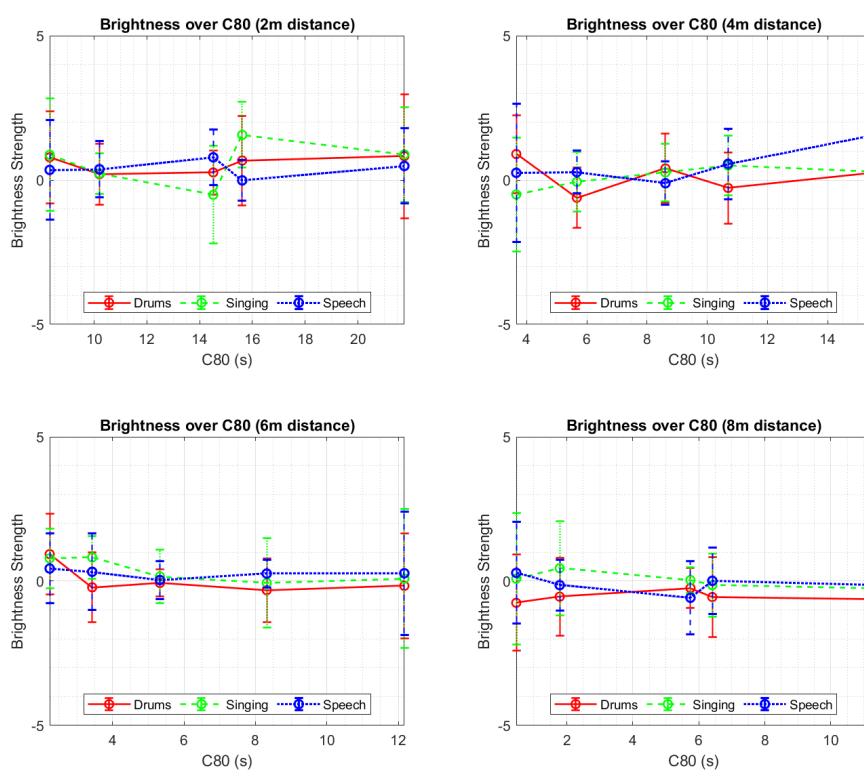 Brightness over C80 (2m distance)
5
0
-5
Brightness Strength
10 12 14 16 18 20
C80 (s)
Drums Singing Speech
Brightness over C80 (4m distance)
5
0
-5
Brightness Strength
4 6 8 10 12 14
C80 (s)
Drums Singing Speech
Brightness over C80 (6m distance)
5
0
-5
Brightness Strength
4 6 8 10 12
C80 (s)
Drums Singing Speech
Brightness over C80 (8m distance)
5
0
-5
Brightness Strength
2 4 6 8 10
C80 (s)
Drums Singing Speech